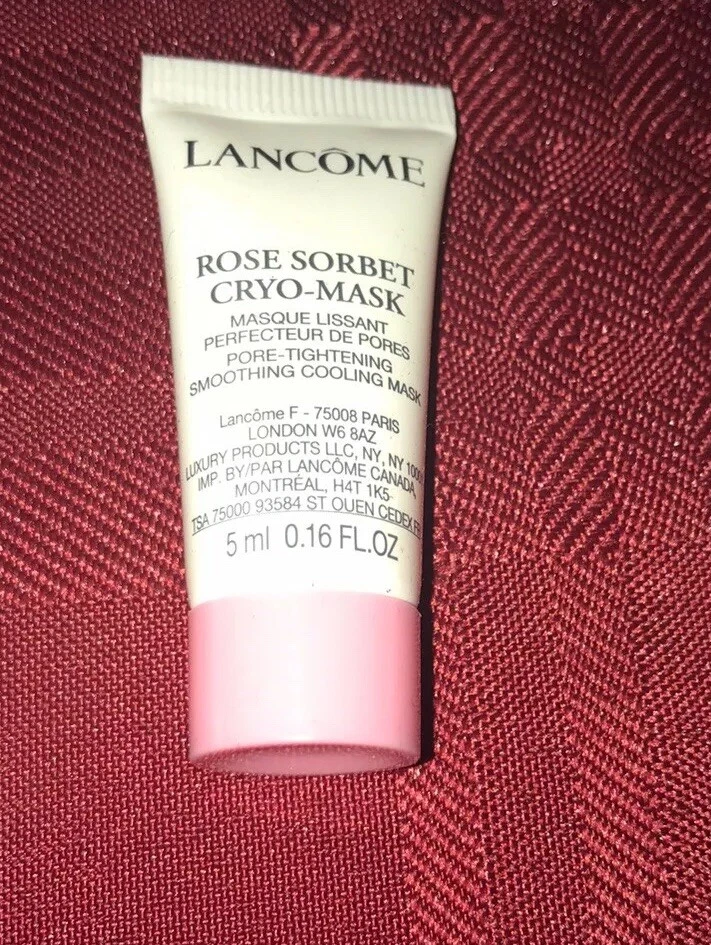 LANCÔME
ROSE SORBET
CRYO-MASK
MASQUE LISSANT
PERFECTEUR DE PORES
PORE-TIGHTENING
SMOOTHING COOLING MASK
Lancôme F - 75008 PARIS
LONDON W6 8AZ
LUXURY PRODUCTS LLC, NY, NY
IMP. BY/PAR LANCÔME CANADA,
MONTRÉAL, H4T 1K5
TSA 75000 93584 ST OUEN CEDEX
5 ml 0.16 FL.OZ